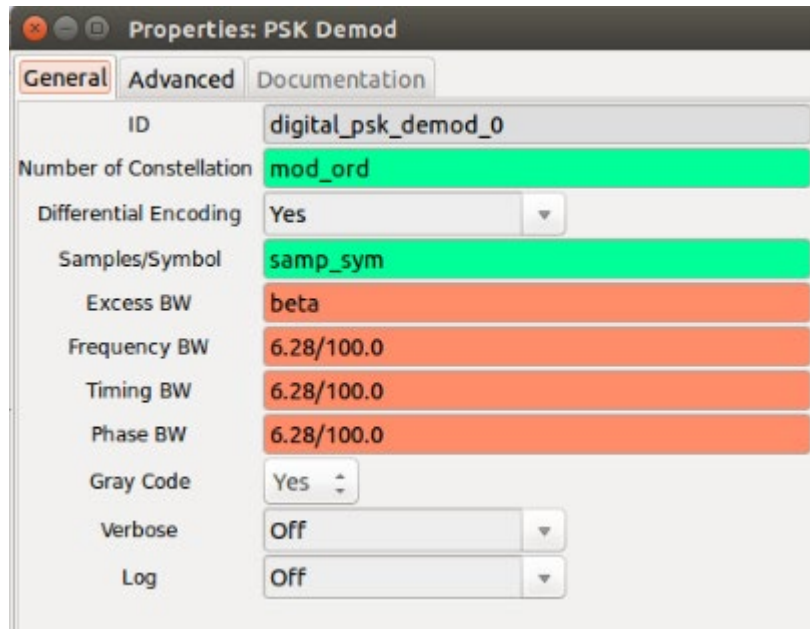 Properties: PSK Demod
General Advanced Documentation
ID digital_psk_demod_0
Number of Constellation mod_ord
Differential Encoding Yes
Samples/Symbol samp_sym
Excess BW beta
Frequency BW 6.28/100.0
Timing BW 6.28/100.0
Phase BW 6.28/100.0
Gray Code Yes
Verbose Off
Log Off